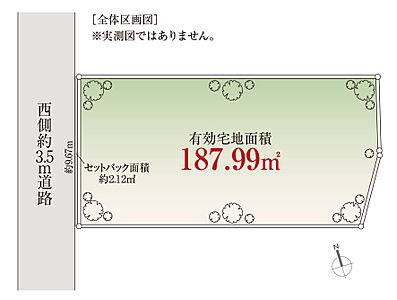 [全体区画図]
※実測図ではありません。
西側約3.5m道路
約9.67m
有効宅地面積
187.99㎡
セットバック面積
約2.12㎡
N